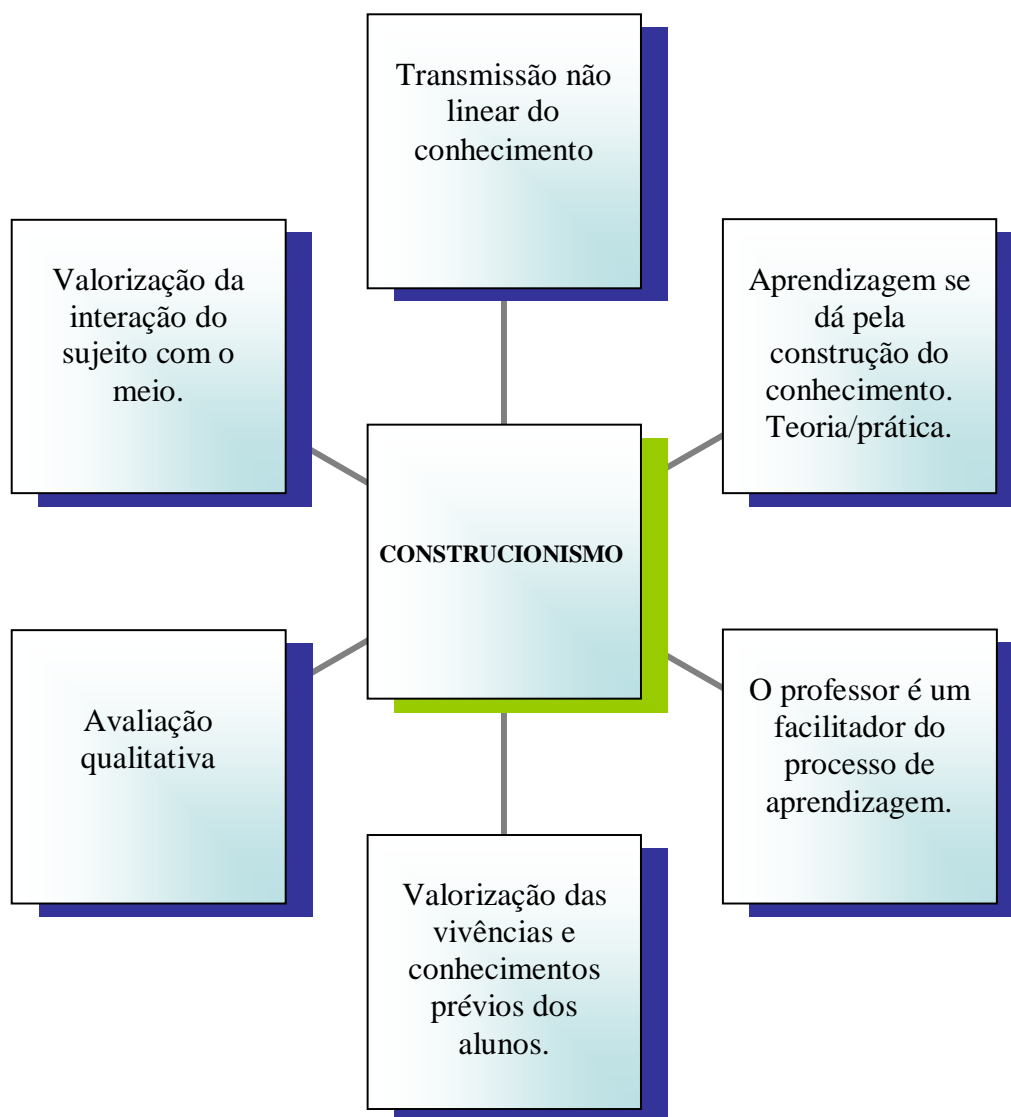 Transmissão não
linear do
conhecimento
Valorização da
interação do
sujeito com o
meio.
Aprendizagem se
dá pela
construção do
conhecimento.
Teoria/prática.
CONSTRUCIONISMO
Avaliação
qualitativa
O professor é um
facilitador do
processo de
aprendizagem.
Valorização das
vivências e
conhecimentos
prévios dos
alunos.